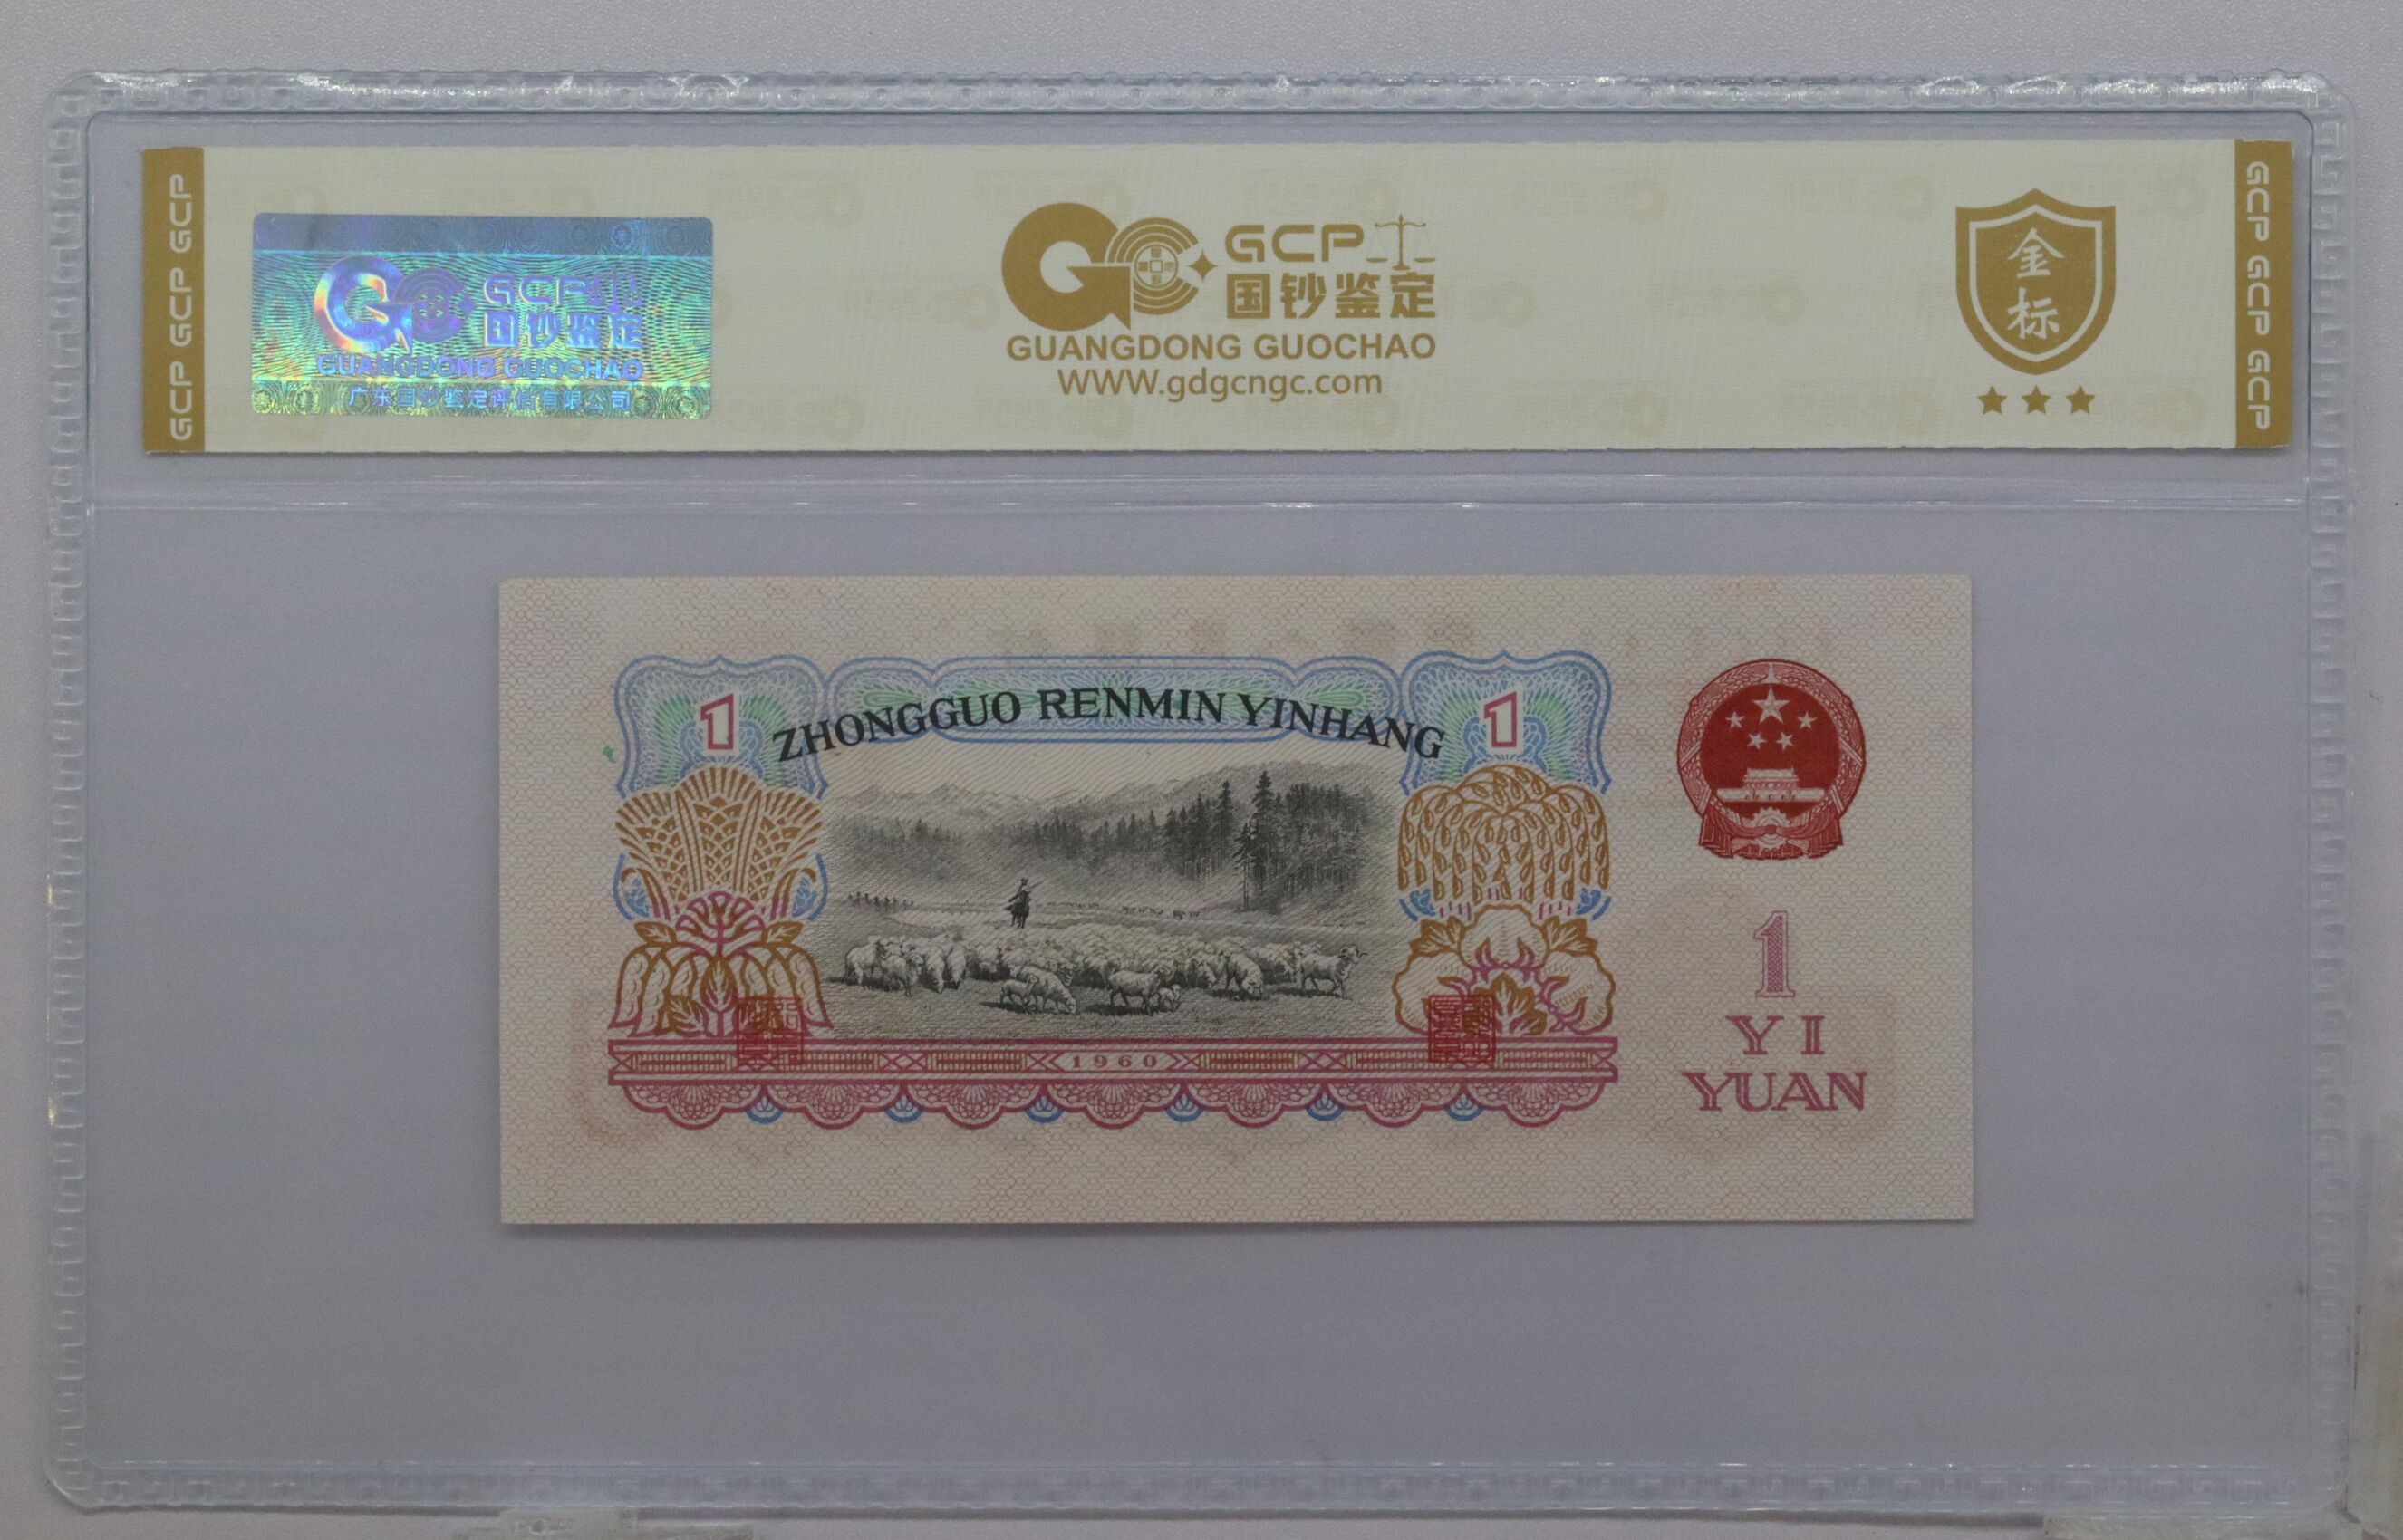 GCP GCP GCP
GCP
国钞鉴定
GUANGDONG GUOCHAO
广东国钞鉴定评估有限公司
GCP
国钞鉴定
GUANGDONG GUOCHAO
WWW.gdgcngc.com
金
标
GCP GCP GCP
1
ZHONGGUO RENMIN YINHANG
1
1
YI
YUAN
1960